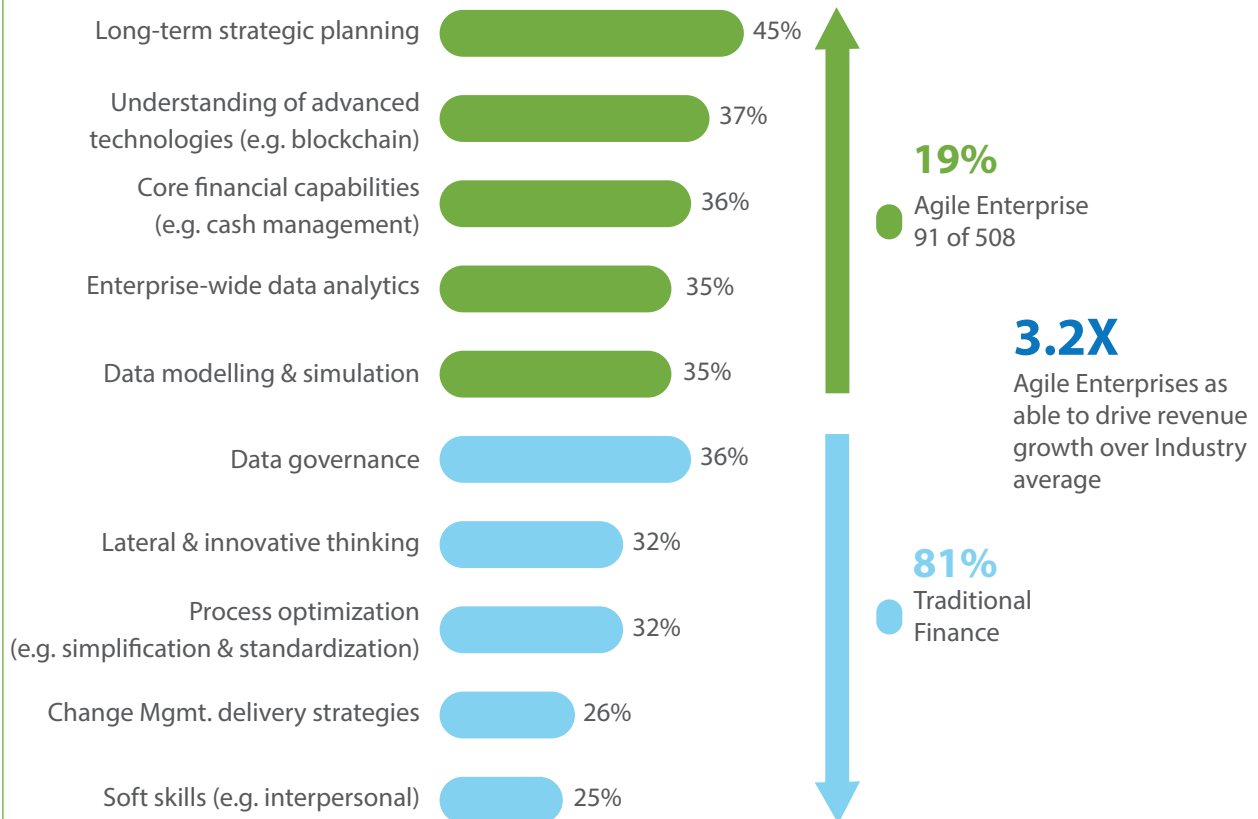 Long-term strategic planning
45%
Understanding of advanced
technologies (e.g. blockchain)
37%
Core financial capabilities
(e.g. cash management)
36%
Enterprise-wide data analytics
35%
Data modelling & simulation
35%
Data governance
36%
Lateral & innovative thinking
32%
Process optimization
(e.g. simplification & standardization)
32%
Change Mgmt. delivery strategies
26%
Soft skills (e.g. interpersonal)
25%
19%
Agile Enterprise
91 of 508
3.2X
Agile Enterprises as
able to drive revenue
growth over Industry
average
81%
Traditional
Finance